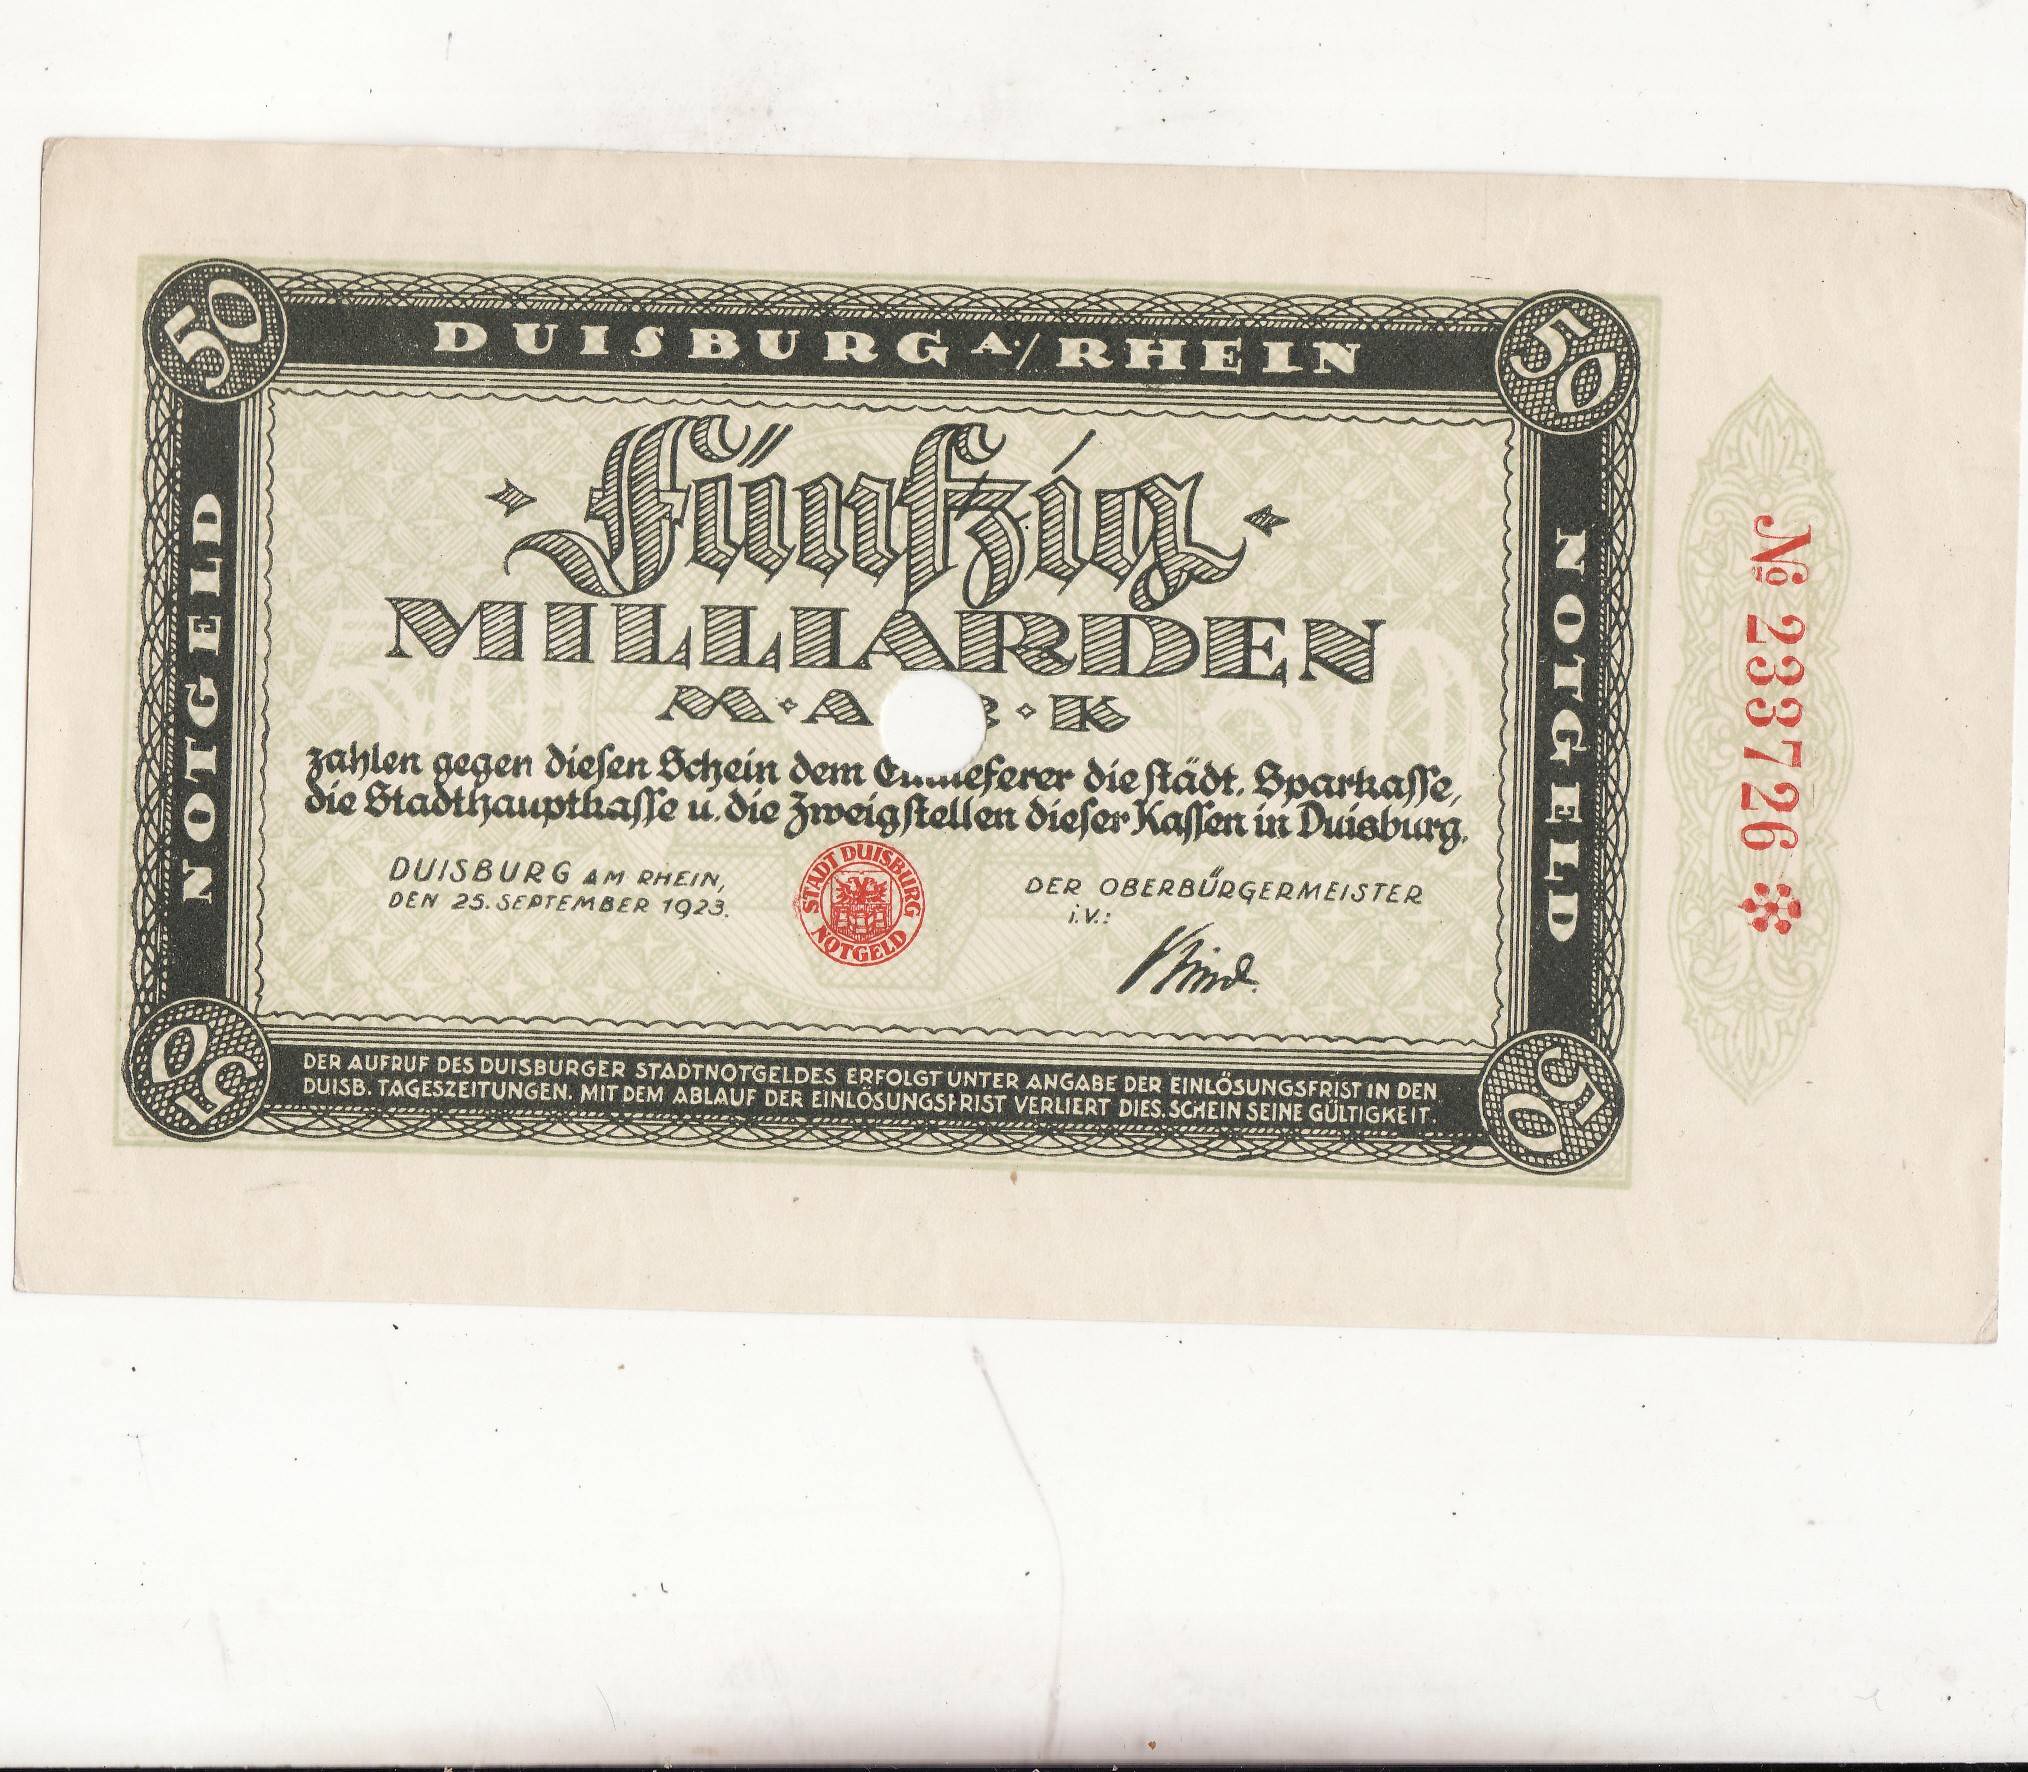 DUISBURG A./RHEIN
50
50
NOTGELD
Fünfzig
MILLIARDEN
M·A K
zahlen gegen diesen Schein dem die städt. Sparkasse,
die Stadthauptkasse u. die Zweigstellen dieser Kassen in Duisburg.
DUISBURG AM RHEIN,
DEN 25. SEPTEMBER 1923.
STADT DUISBURG
NOTGELD
DER OBERBÜRGERMEISTER
i.V.:
NOTGELD
50
50
DER AUFRUF DES DUISBURGER STADTNOTGELDES ERFOLGT UNTER ANGABE DER EINLÖSUNGSFRIST IN DEN
DUISB. TAGESZEITUNGEN. MIT DEM ABLAUF DER EINLÖSUNGSFRIST VERLIERT DIES. SCHEIN SEINE GÜLTIGKEIT.
№ 233726